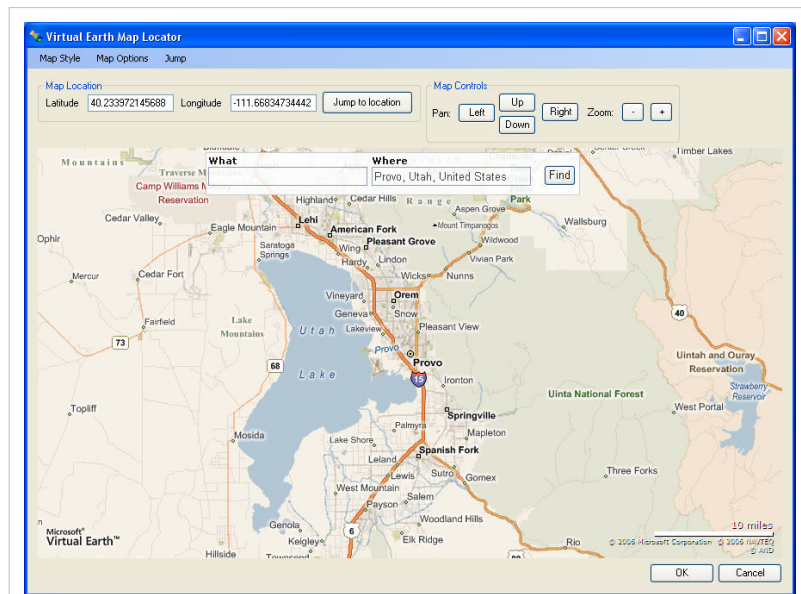 Virtual Earth Map Locator
Map Style Map Options Jump
Map Location
Latitude 40.233972145688 Longitude -111.66834734442 Jump to location
Map Controls
Pan: Left Up Down Right Zoom: - +
What Where
Provo, Utah, United States Find
Mountains
Traverse
Camp Williams
Reservation
Timber Lakes
Highland
Cedar Hills
Range
Park
Aspen Grove
Cedar Valley
Lehi
Eagle Mountain
American Fork
Mount Timpanogos
Wallsburg
Ophir
Saratoga
Springs
Pleasant Grove
Wing
Wildwood
Hardy
Lindon
Vivian Park
Mercur
Cedar Fort
Wicks
Nunns
Vineyard
Orem
Geneva
Snow
Fairfield
Lake
Mountains
Utah
Lake
Lakeview
Pleasant View
40
73
Provo
Provo
68
15
Ironton
Uintah and Ouray
Reservation
Strawberry
Reservoir
Uinta National Forest
Topliff
Springville
West Portal
Mosida
Palmyra
Mapleton
Lake Shore
Spanish Fork
Leland
Lewis
Sutro
Gomex
Three Forks
West Mountain
Salem
Payson
Woodland Hills
Genola
6
Keigley
Elk Ridge
Rio
Hillside
Townsend
Microsoft®
Virtual Earth™
10 miles
© 2006 Microsoft Corporation © 2006 NAVTEQ
© AND
OK Cancel